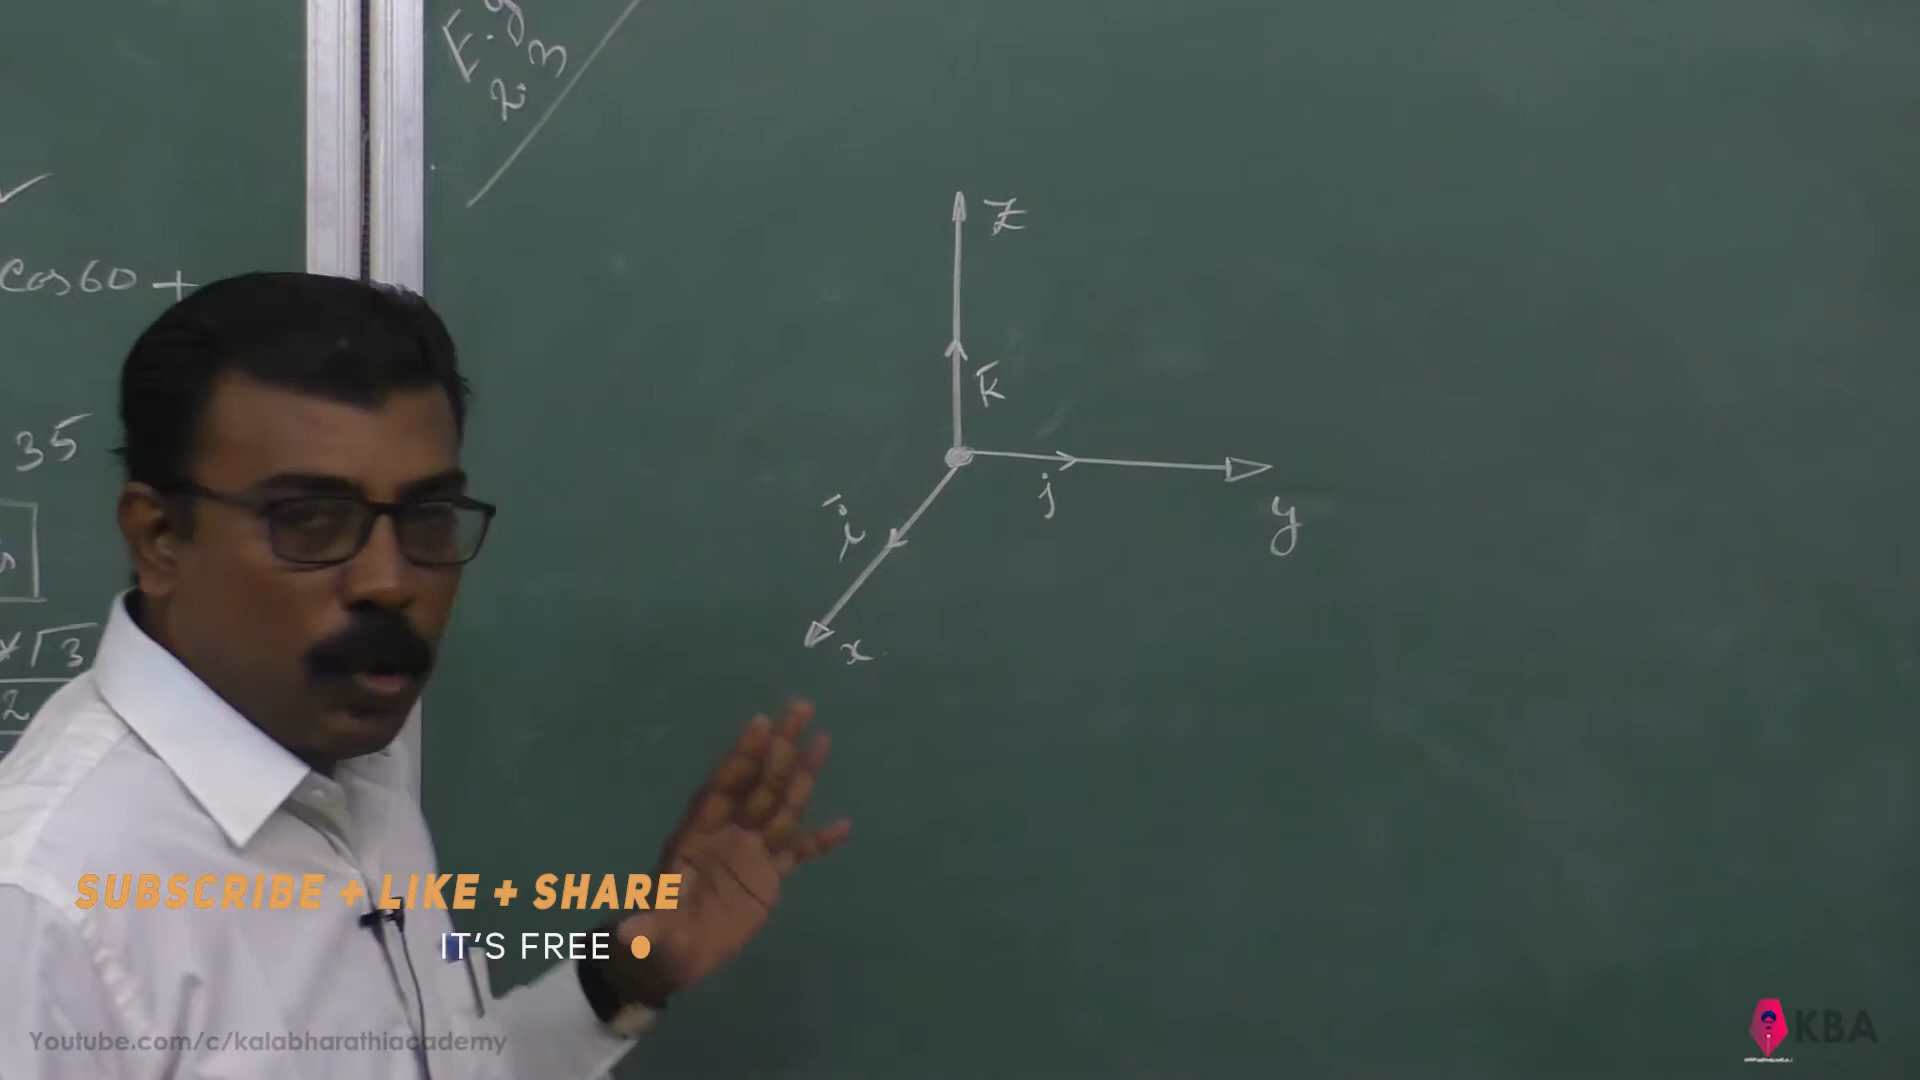 E.g
2.3
cos60 +
35
√3
2
z
k
j
y
i
x
SUBSCRIBE + LIKE + SHARE
IT'S FREE
Youtube.com/c/kalabharathiacademy
KBA